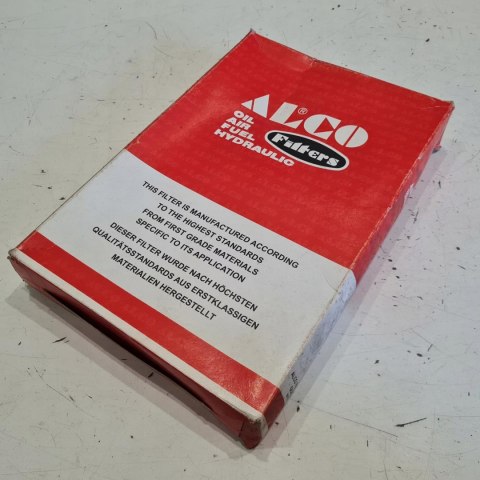 ALCO®
OIL
AIR
FUEL
HYDRAULIC
Filters
THIS FILTER IS MANUFACTURED ACCORDING
TO THE HIGHEST STANDARDS
FROM FIRST GRADE MATERIALS
SPECIFIC TO ITS APPLICATION
DIESER FILTER WURDE NACH HÖCHSTEN
QUALITÄTSSTANDARDS AUS ERSTKLASSIGEN
MATERIALIEN HERGESTELLT